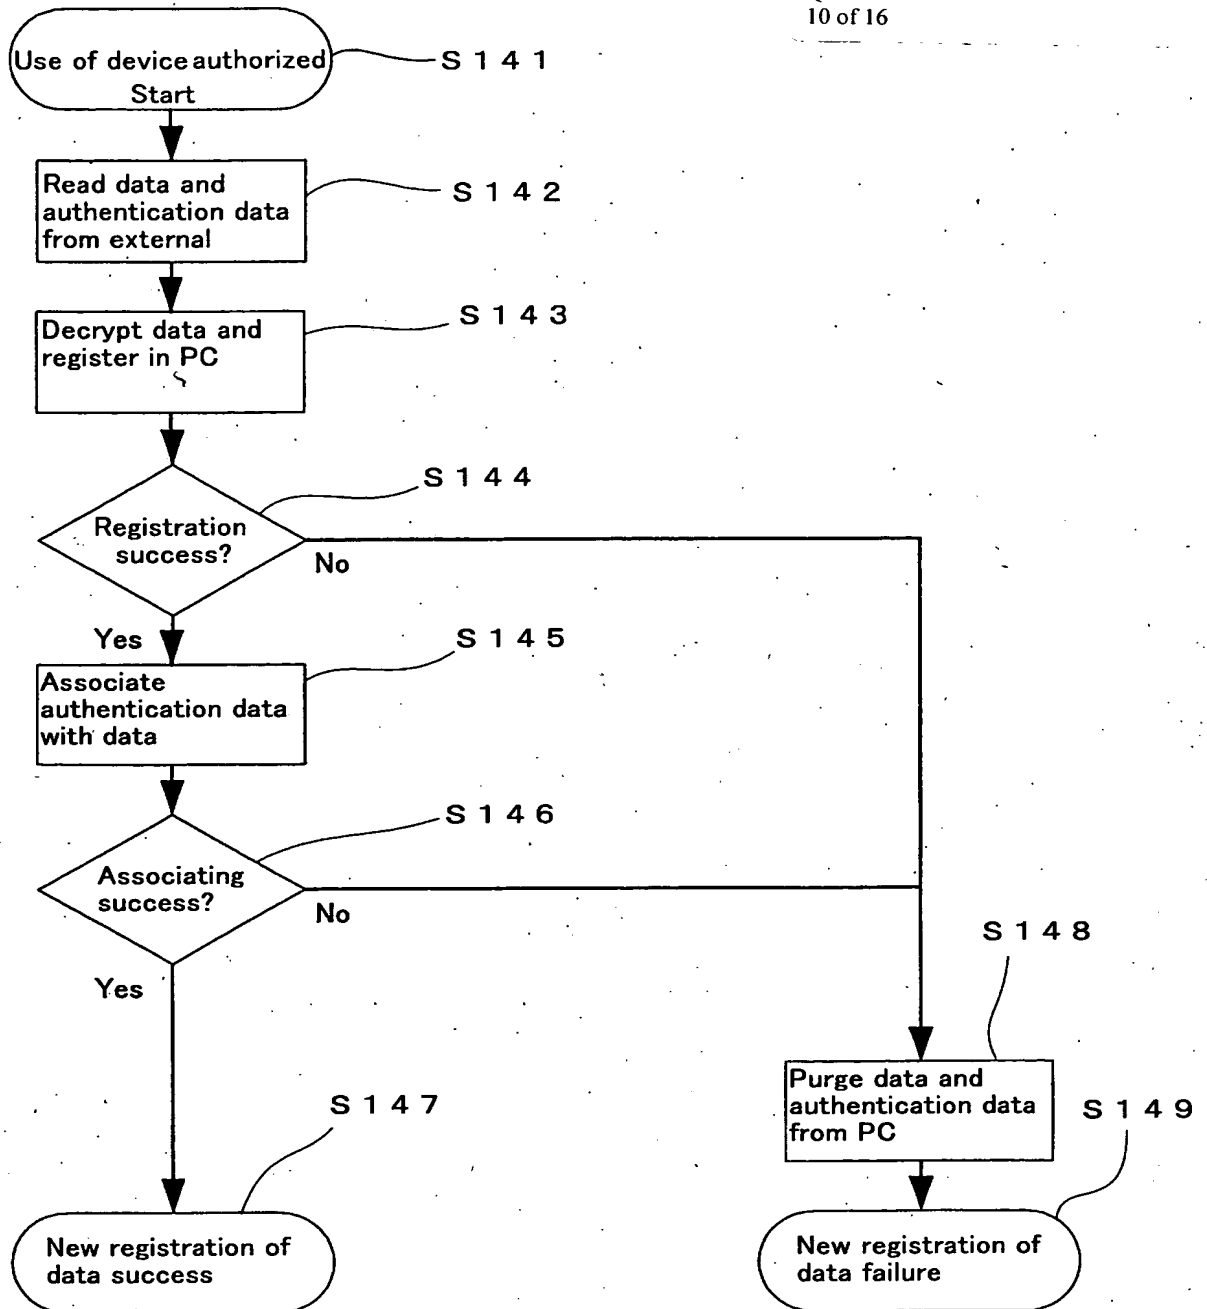 10 of 16
Use of device authorized
Start
S 1 4 1
Read data and
authentication data
from external
S 1 4 2
Decrypt data and
register in PC
S 1 4 3
S 1 4 4
Registration
success?
No
Yes
S 1 4 5
Associate
authentication data
with data
S 1 4 6
Associating
success?
No
Yes
S 1 4 8
Purge data and
authentication data
from PC
S 1 4 7
S 1 4 9
New registration of
data success
New registration of
data failure